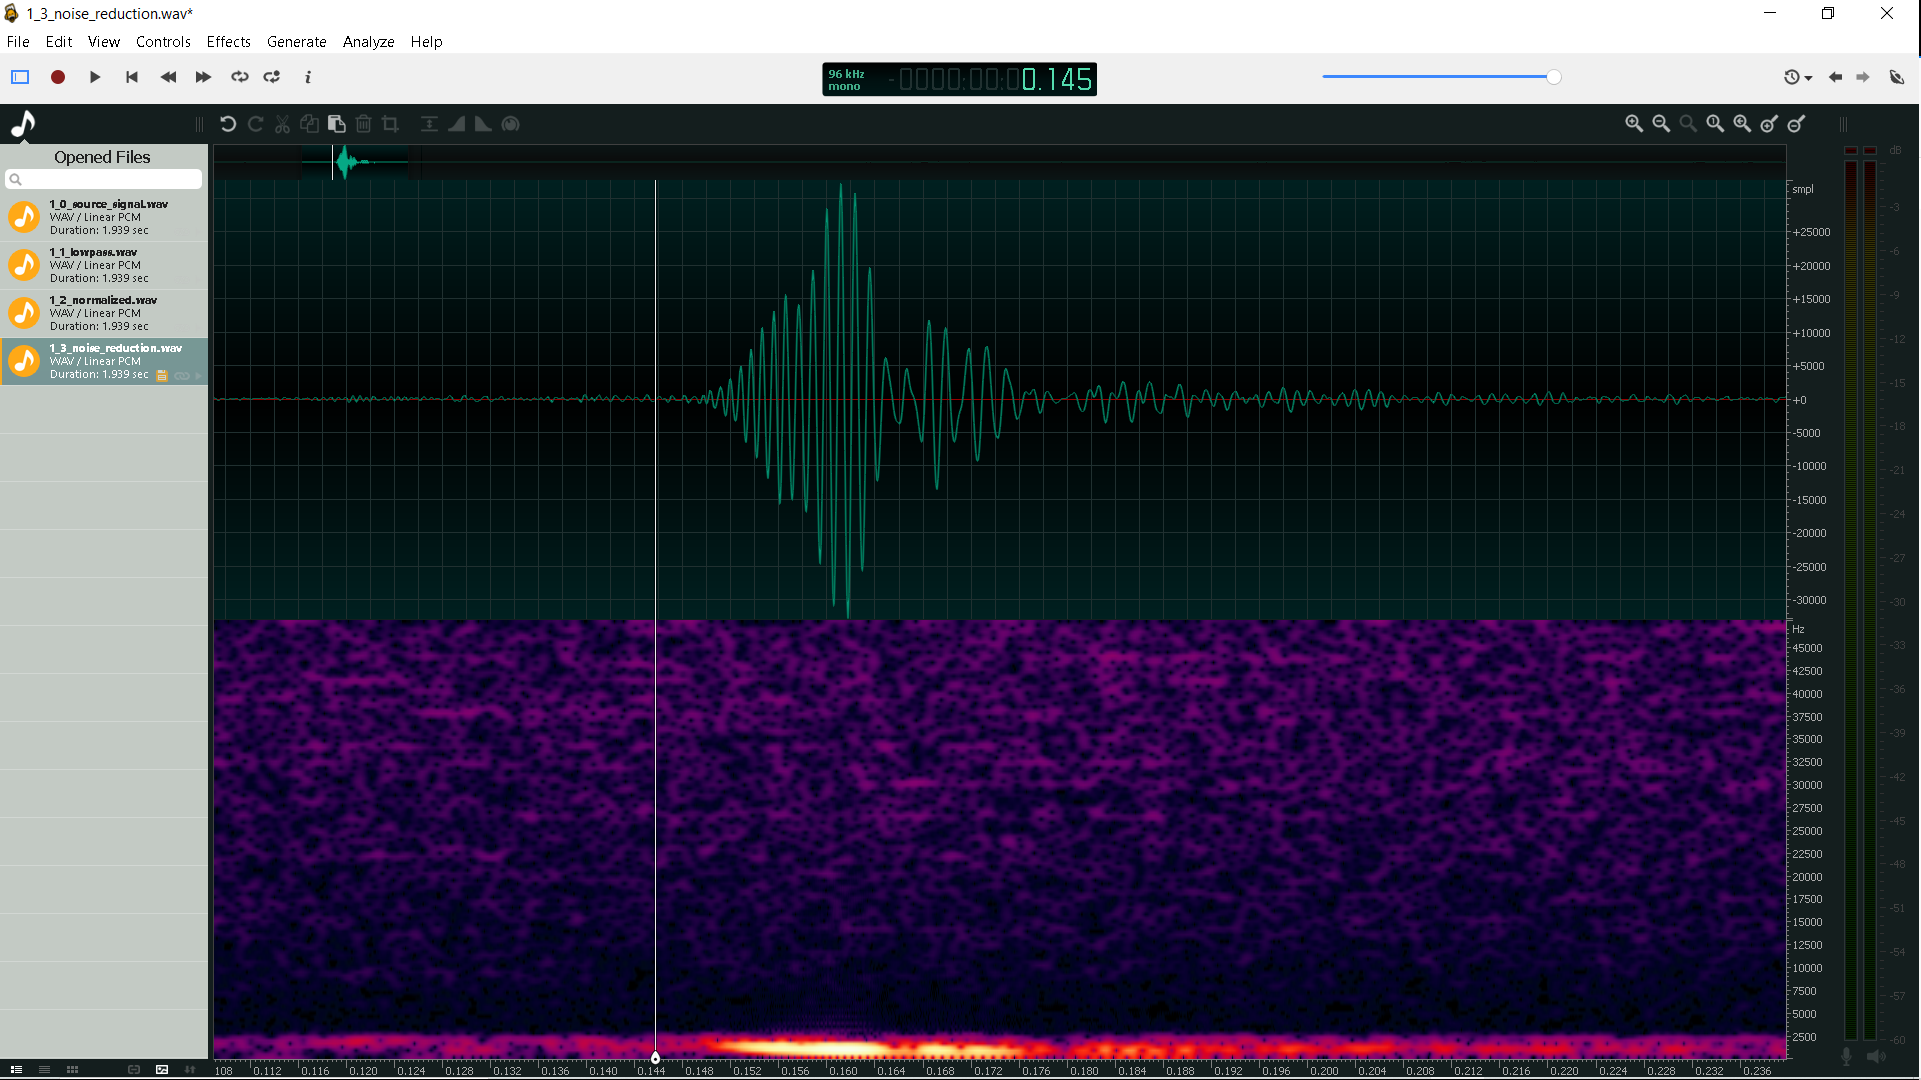 1_3_noise_reduction.wav*
File Edit View Controls Effects Generate Analyze Help
96 kHz
mono
0.145
Opened Files
1_0_source_signal.wav
WAV / Linear PCM
Duration: 1.939 sec
1_1_lowpass.wav
WAV / Linear PCM
Duration: 1.939 sec
1_2_normalized.wav
WAV / Linear PCM
Duration: 1.939 sec
1_3_noise_reduction.wav
WAV / Linear PCM
Duration: 1.939 sec
smpl
+25000
+20000
+15000
+10000
+5000
+0
-5000
-10000
-15000
-20000
-25000
-30000
Hz
45000
42500
40000
37500
35000
32500
30000
27500
25000
22500
20000
17500
15000
12500
10000
7500
5000
2500
dB
-3
-6
-9
-12
-15
-18
-21
-24
-27
-30
-33
-36
-39
-42
-45
-48
-51
-54
-57
-60
108 0.112 0.116 0.120 0.124 0.128 0.132 0.136 0.140 0.144 0.148 0.152 0.156 0.160 0.164 0.168 0.172 0.176 0.180 0.184 0.188 0.192 0.196 0.200 0.204 0.208 0.212 0.216 0.220 0.224 0.228 0.232 0.236